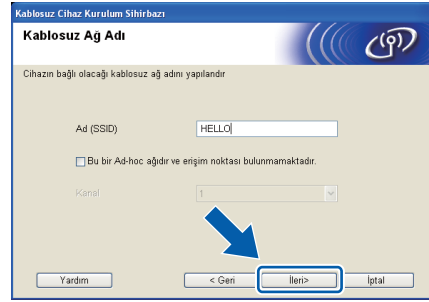 Kablosuz Cihaz Kurulum Sihirbazı
Kablosuz Ağ Adı
Cihazın bağlı olacağı kablosuz ağ adını yapılandır
Ad (SSID) HELLO
Bu bir Ad-hoc ağıdır ve erişim noktası bulunmamaktadır.
Kanal 1
Yardım < Geri İleri> İptal